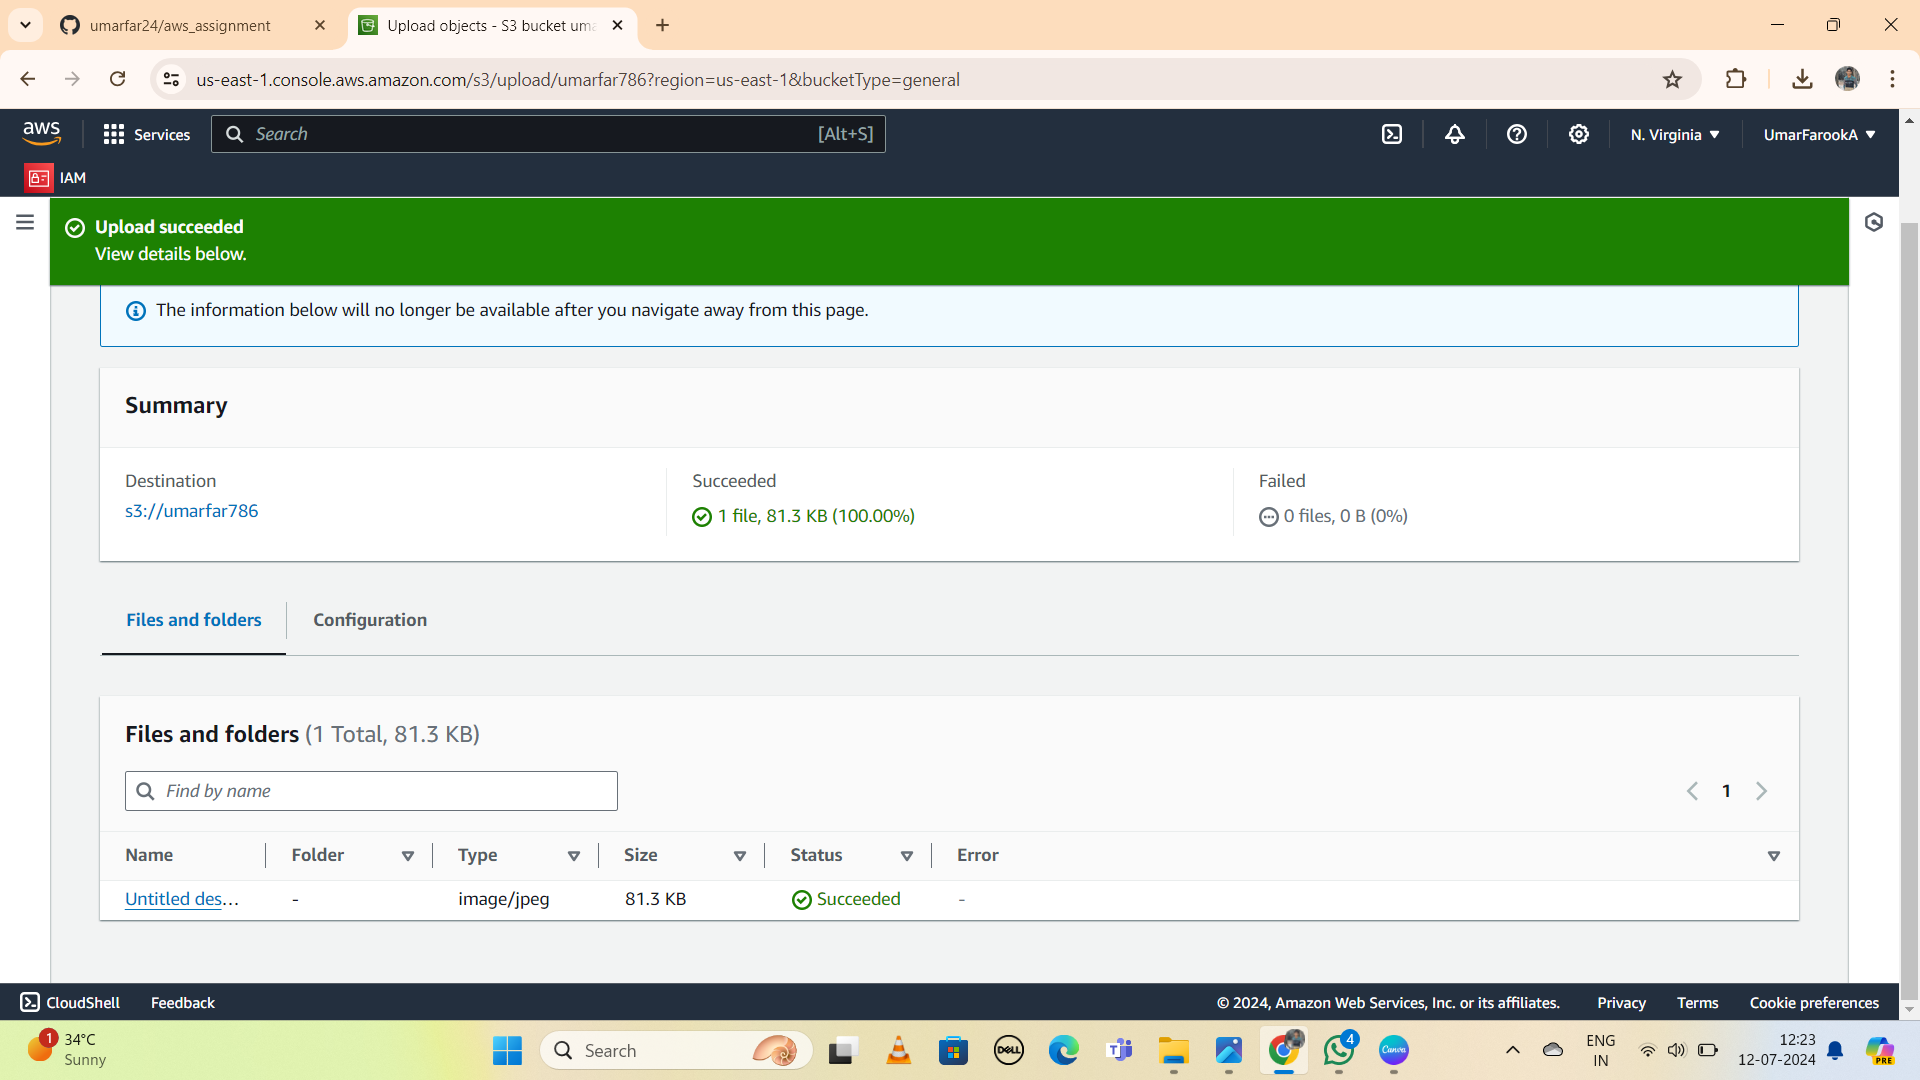 umarfar24/aws_assignment
Upload objects - S3 bucket uma
us-east-1.console.aws.amazon.com/s3/upload/umarfar786?region=us-east-1&bucketType=general
aws
Services
Search
[Alt+S]
N. Virginia
UmarFarookA
IAM
Upload succeeded
View details below.
The information below will no longer be available after you navigate away from this page.
Summary
Destination
s3://umarfar786
Succeeded
1 file, 81.3 KB (100.00%)
Failed
0 files, 0 B (0%)
Files and folders
Configuration
Files and folders (1 Total, 81.3 KB)
Find by name
1
Name Folder Type Size Status Error
Untitled des... - image/jpeg 81.3 KB Succeeded -
CloudShell
Feedback
© 2024, Amazon Web Services, Inc. or its affiliates.
Privacy
Terms
Cookie preferences
1
34°C
Sunny
Search
DELL
T
4
Canva
ENG
IN
12:23
12-07-2024
PRE